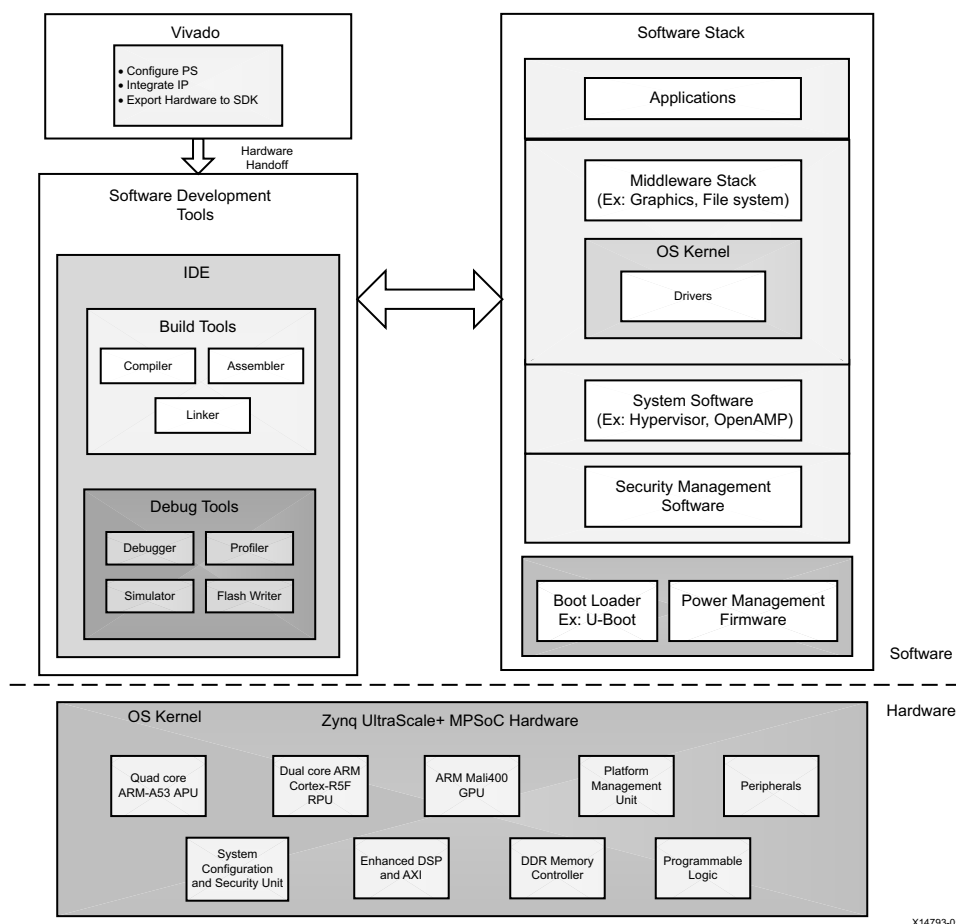 Vivado
• Configure PS
• Integrate IP
• Export Hardware to SDK
Hardware
Handoff
Software Development
Tools
IDE
Build Tools
Compiler
Assembler
Linker
Debug Tools
Debugger
Profiler
Simulator
Flash Writer
Software Stack
Applications
Middleware Stack
(Ex: Graphics, File system)
OS Kernel
Drivers
System Software
(Ex: Hypervisor, OpenAMP)
Security Management
Software
Boot Loader
Ex: U-Boot
Power Management
Firmware
Software
Hardware
OS Kernel
Zynq UltraScale+ MPSoC Hardware
Quad core
ARM-A53 APU
Dual core ARM
Cortex-R5F
RPU
ARM Mali400
GPU
Platform
Management
Unit
Peripherals
System
Configuration
and Security Unit
Enhanced DSP
and AXI
DDR Memory
Controller
Programmable
Logic